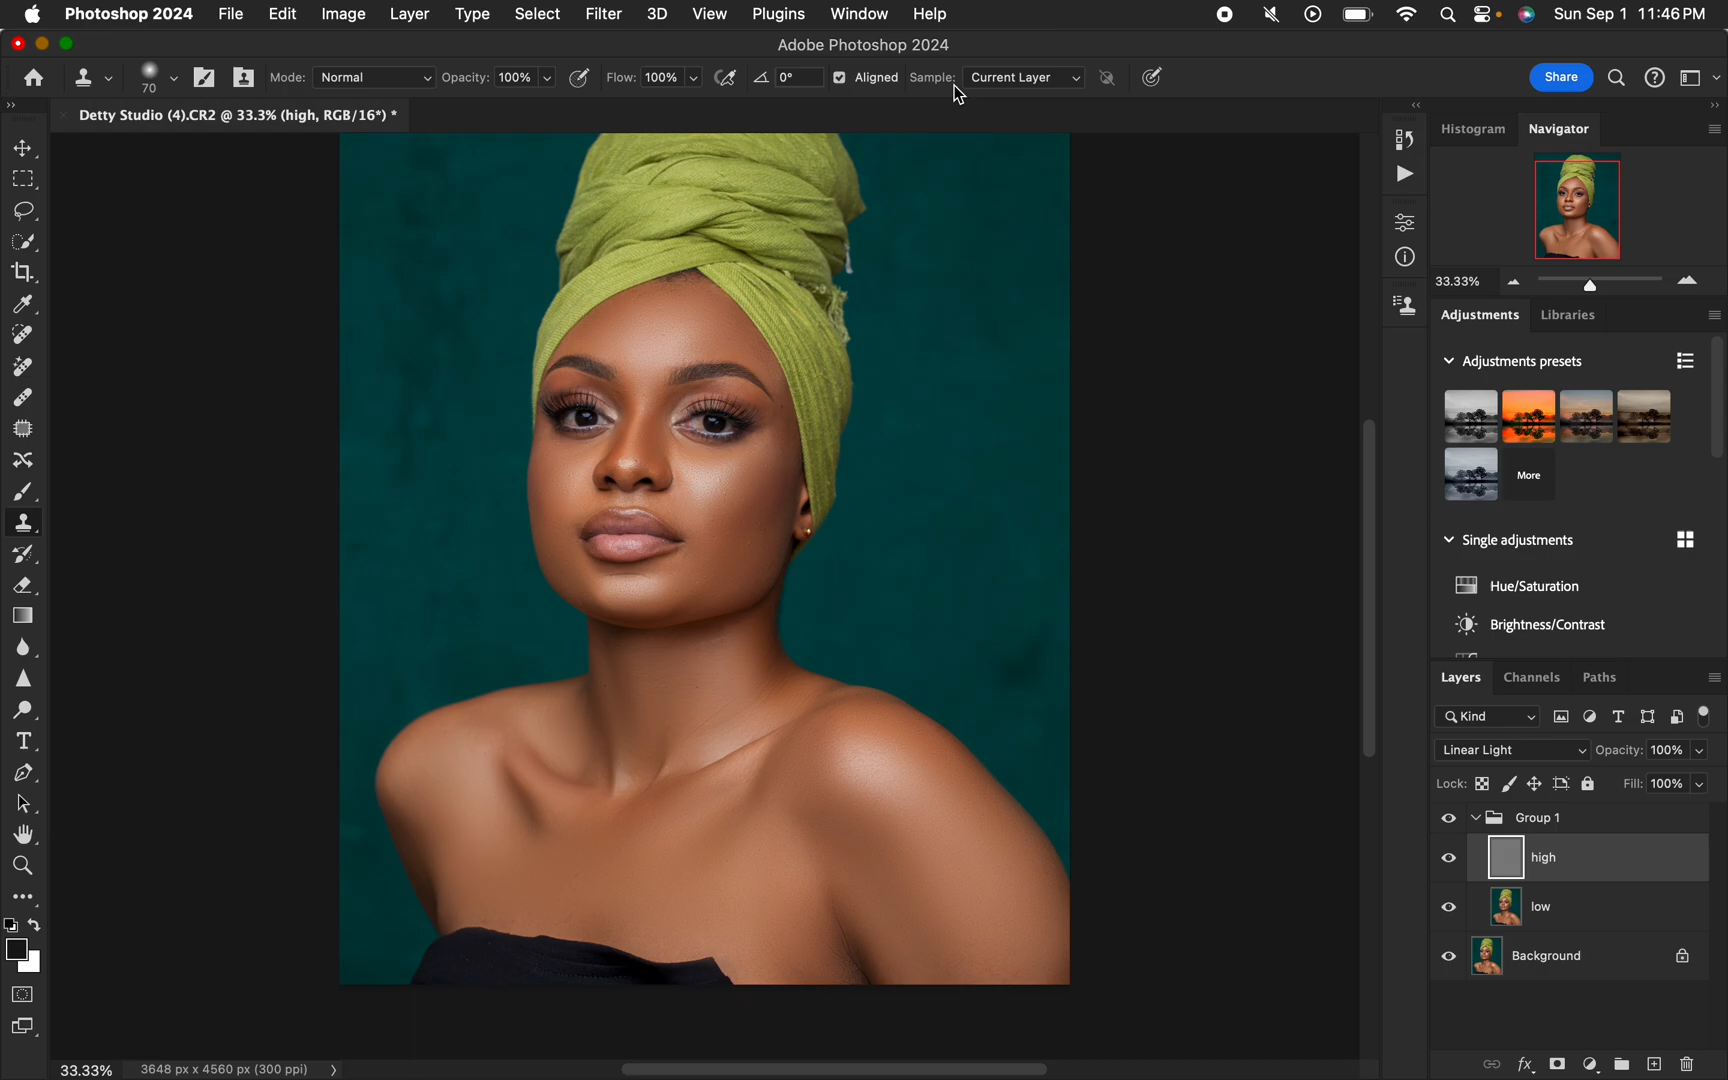 Photoshop 2024 File Edit Image Layer Type Select Filter 3D View Plugins Window Help Sun Sep 1 11:46 PM
Adobe Photoshop 2024
70 Mode: Normal Opacity: 100% Flow: 100% 0° Aligned Sample: Current Layer Share
Detty Studio (4).CR2 @ 33.3% (high, RGB/16*) *
Histogram Navigator
33.33%
Adjustments Libraries
Adjustments presets
More
Single adjustments
Hue/Saturation
Brightness/Contrast
Layers Channels Paths
Kind
Linear Light Opacity: 100%
Lock: Fill: 100%
Group 1
high
low
Background
33.33% 3648 px x 4560 px (300 ppi)